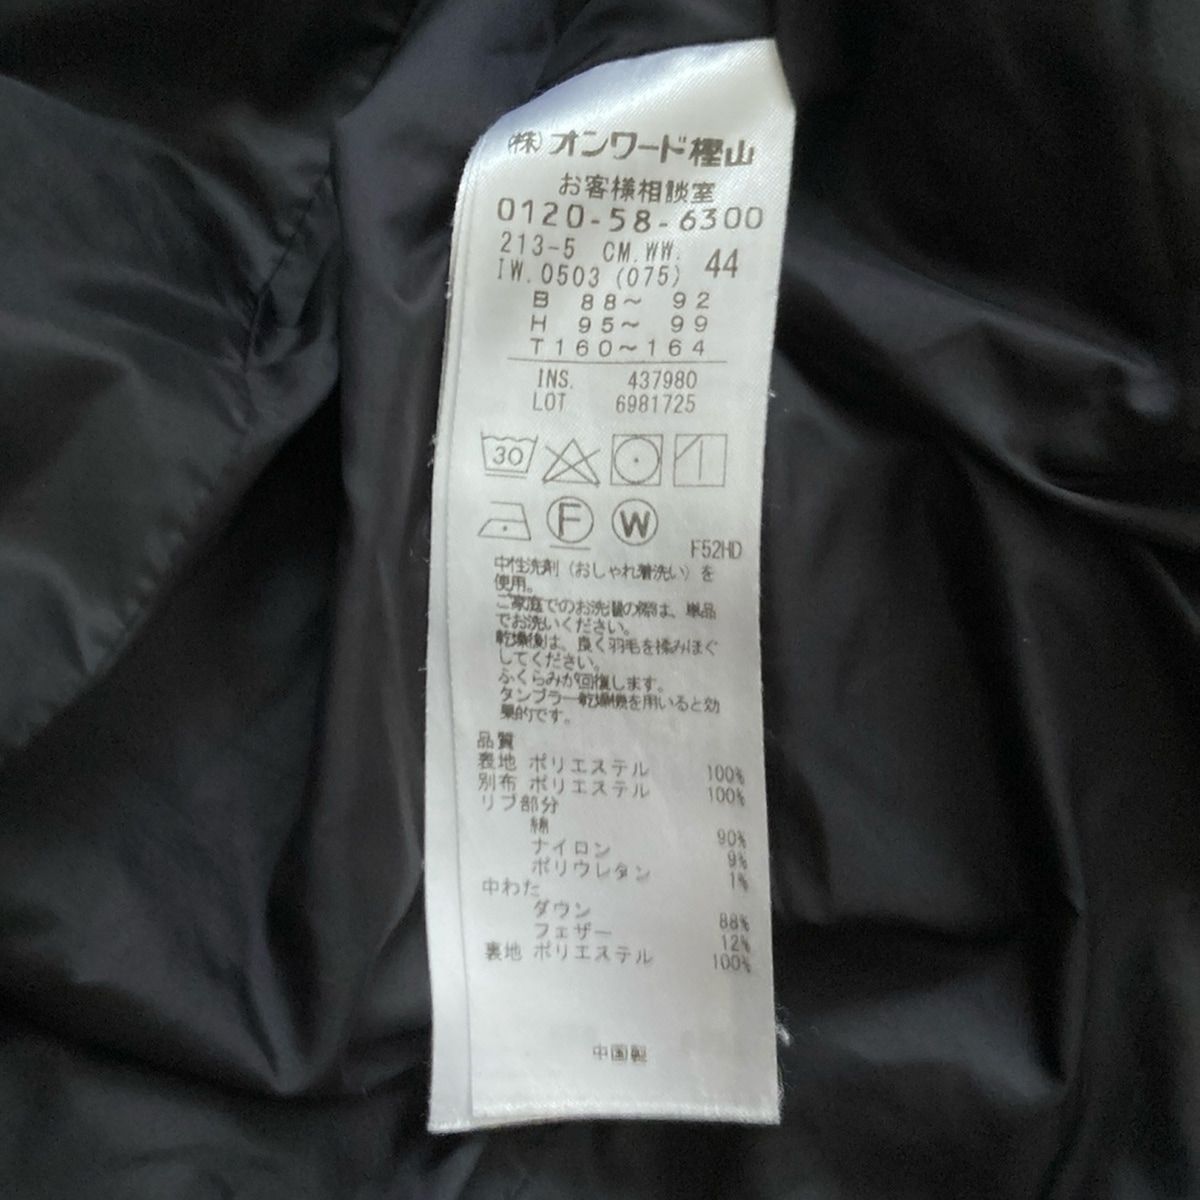 (株)オンワード樫山
お客様相談室
0120-58-6300
213-5 CM.WW.
IW.0503 (075) 44
B 88～ 92
H 95～ 99
T160～164
INS. 437980
LOT 6981725
30
F W
F52HD
中性洗剤（おしゃれ着洗い）を
使用。
ご家庭でのお洗濯の際は、単品
でお洗いください。
乾燥後は、良く羽毛を揉みほぐ
してください。
ふくらみが回復します。
タンブラー乾燥機を用いると効
果的です。
品質
表地 ポリエステル 100%
別布 ポリエステル 100%
リブ部分
綿 90%
ナイロン 9%
ポリウレタン 1%
中わた
ダウン 88%
フェザー 12%
裏地 ポリエステル 100%
中国製